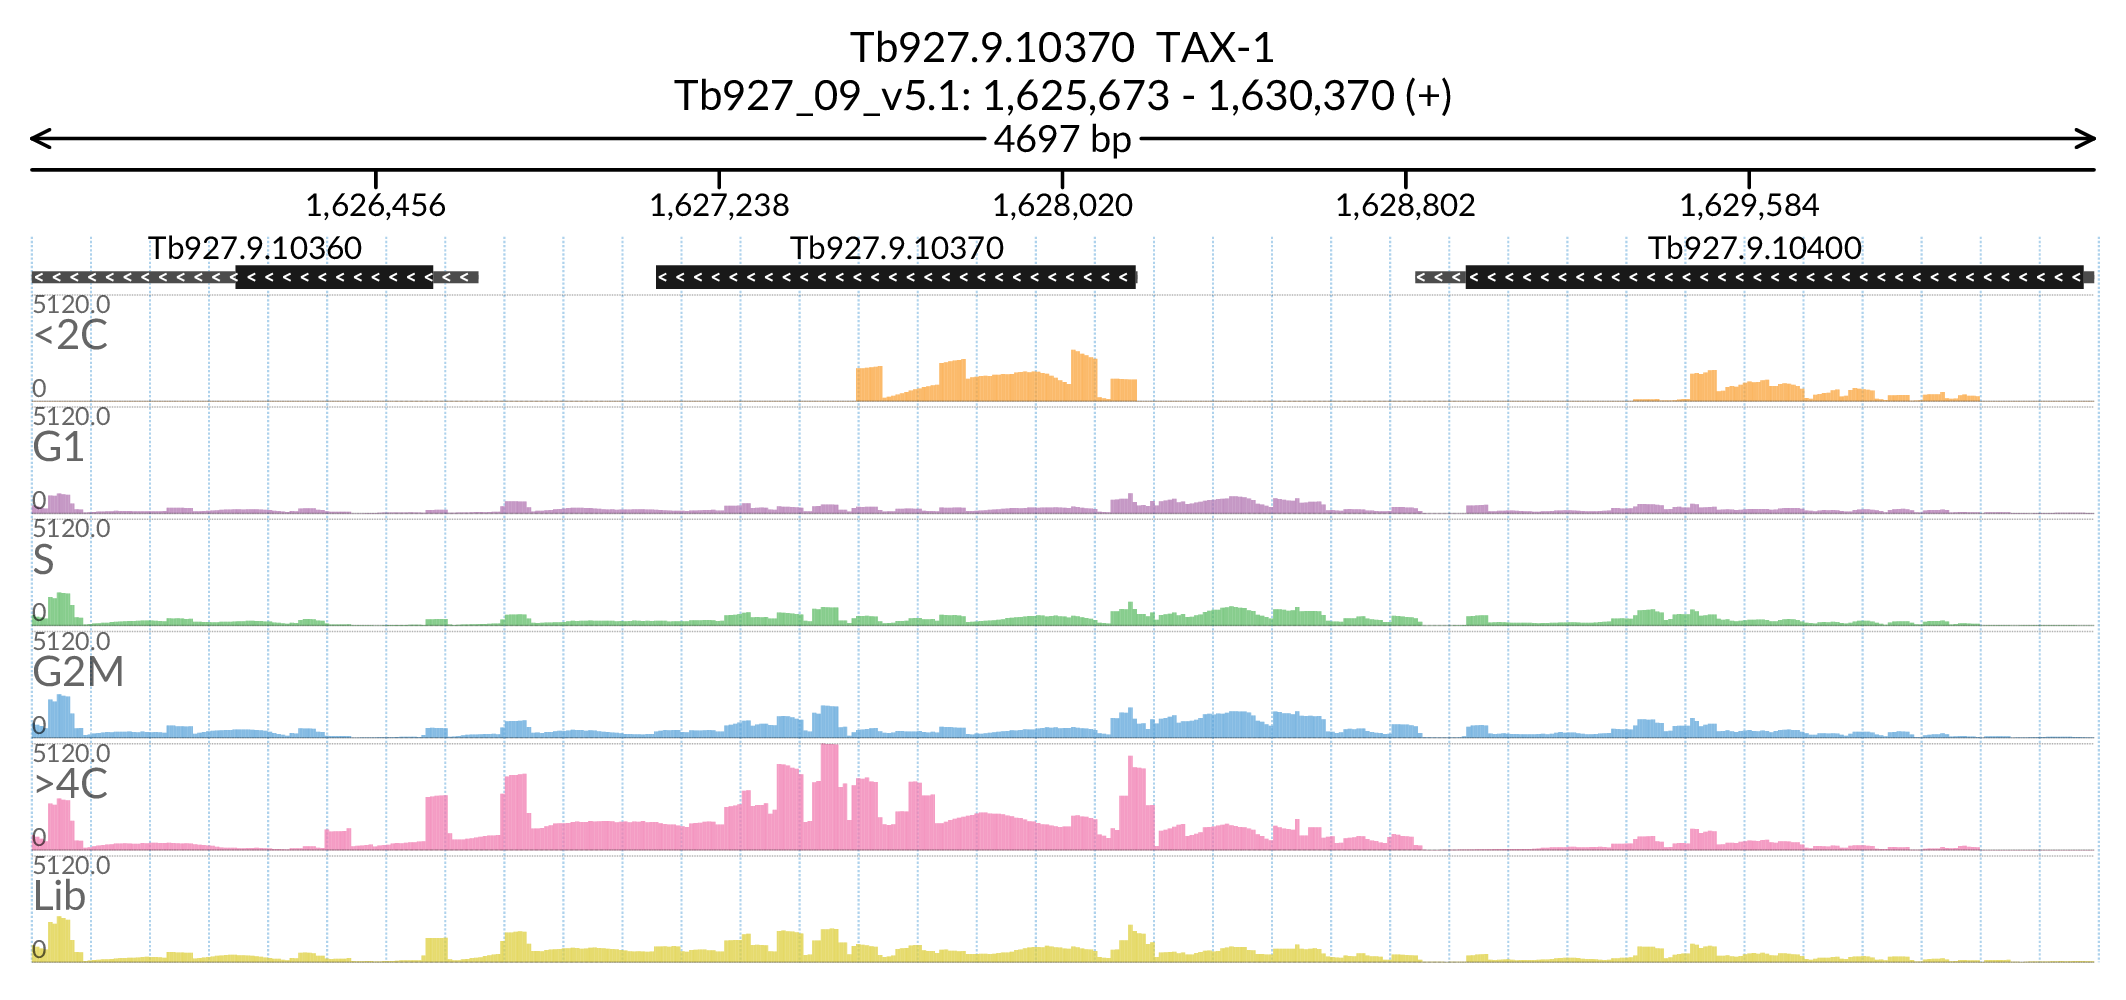 Tb927.9.10370  TAX-1
Tb927_09_v5.1: 1,625,673 - 1,630,370 (+)
4697 bp
1,626,456 1,627,238 1,628,020 1,628,802 1,629,584
Tb927.9.10360 Tb927.9.10370 Tb927.9.10400
5120.0
<2C
0
5120.0
G1
0
5120.0
S
0
5120.0
G2M
0
5120.0
>4C
0
5120.0
Lib
0